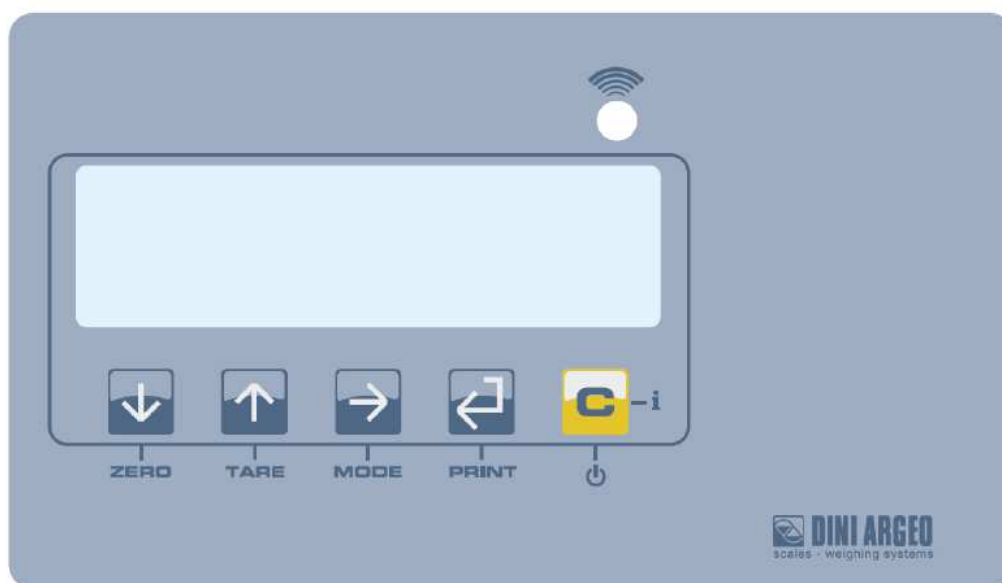 C
i
ZERO
TARE
MODE
PRINT
DINI ARGEO
scales - weighing systems